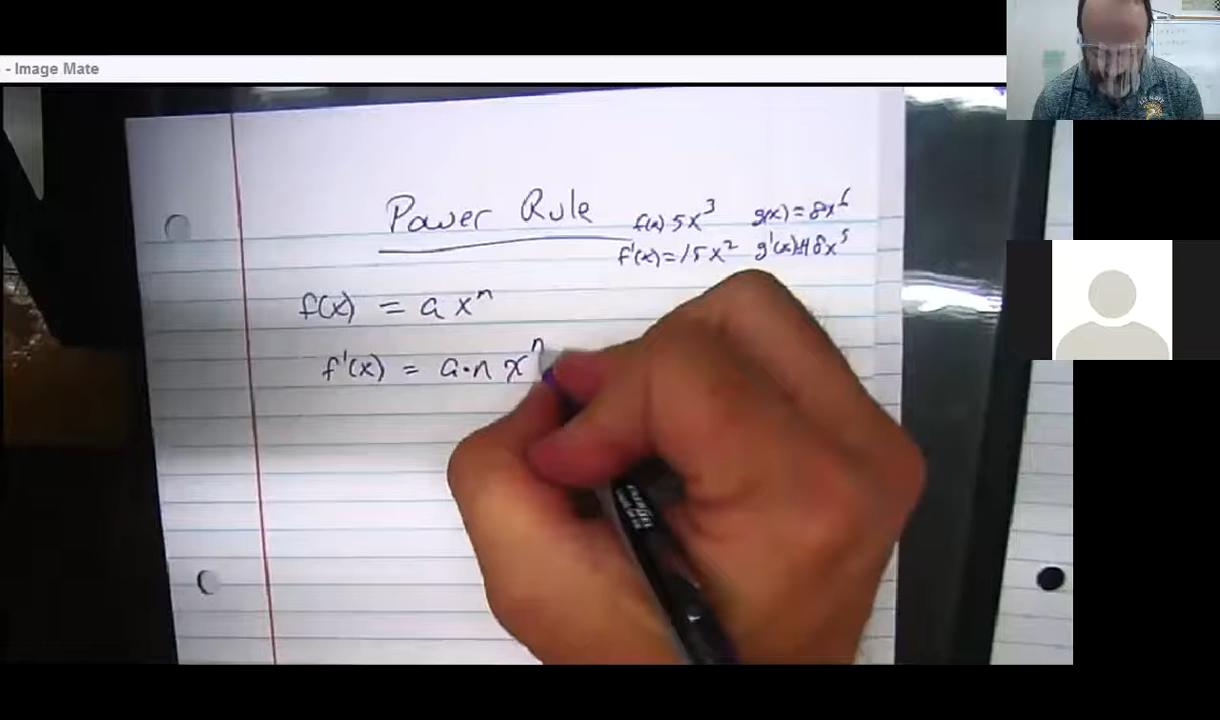 - Image Mate
Power Rule
f(x) 5x³ g(x) = 8x⁶
f'(x) = 15x² g'(x) = 48x⁵
f(x) = a xⁿ
f'(x) = a·n xⁿ